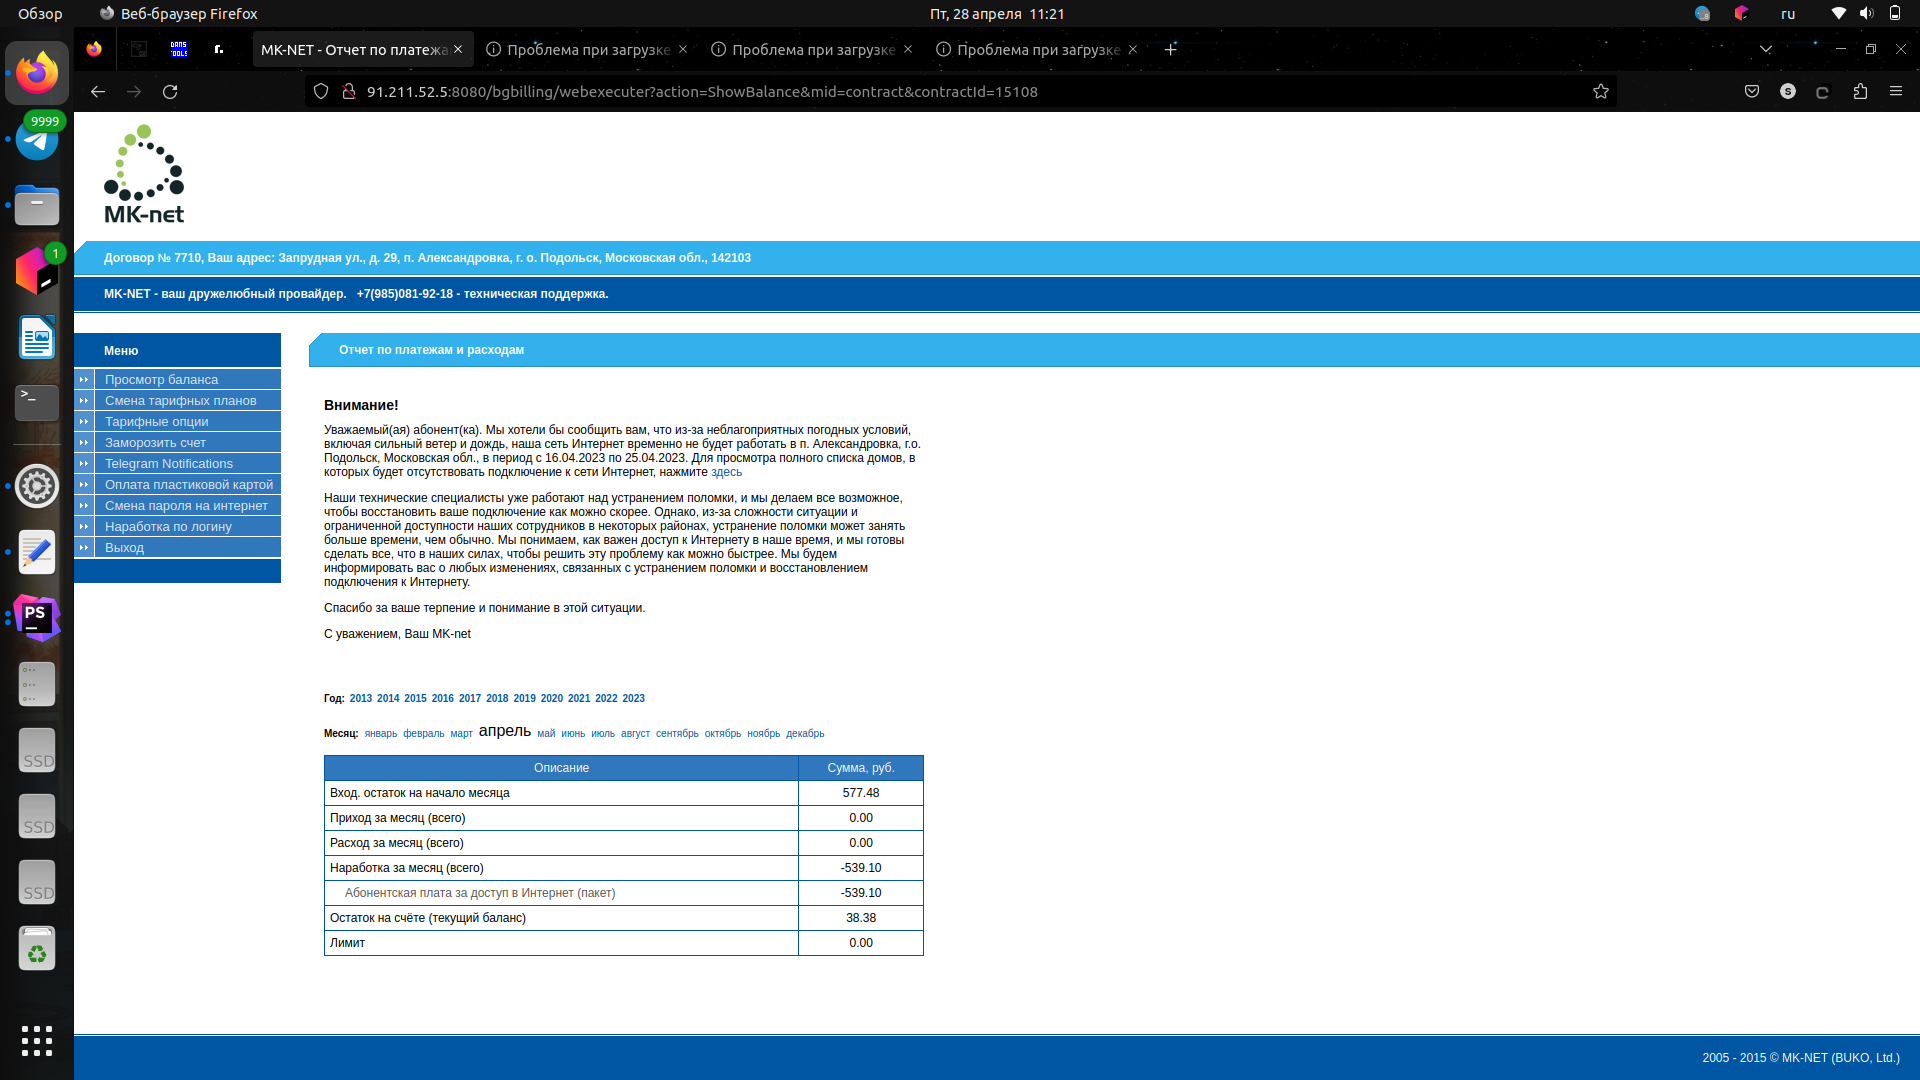 Обзор
Веб-браузер Firefox
Пт, 28 апреля 11:21
ru
DANS 'OOLS
r.
MK-NET - Отчет по платежа
Проблема при загрузке
Проблема при загрузке
Проблема при загрузке
91.211.52.5:8080/bgbilling/webexecuter?action=ShowBalance&mid=contract&contractId=15108
9999
1
>_
PS
SSD
SSD
SSD
MK-net
Договор № 7710, Ваш адрес: Запрудная ул., д. 29, п. Александровка, г. о. Подольск, Московская обл., 142103
MK-NET - ваш дружелюбный провайдер. +7(985)081-92-18 - техническая поддержка.
Меню
Просмотр баланса
Смена тарифных планов
Тарифные опции
Заморозить счет
Telegram Notifications
Оплата пластиковой картой
Смена пароля на интернет
Наработка по логину
Выход
Отчет по платежам и расходам
Внимание!
Уважаемый(ая) абонент(ка). Мы хотели бы сообщить вам, что из-за неблагоприятных погодных условий,
включая сильный ветер и дождь, наша сеть Интернет временно не будет работать в п. Александровка, г.о.
Подольск, Московская обл., в период с 16.04.2023 по 25.04.2023. Для просмотра полного списка домов, в
которых будет отсутствовать подключение к сети Интернет, нажмите здесь
Наши технические специалисты уже работают над устранением поломки, и мы делаем все возможное,
чтобы восстановить ваше подключение как можно скорее. Однако, из-за сложности ситуации и
ограниченной доступности наших сотрудников в некоторых районах, устранение поломки может занять
больше времени, чем обычно. Мы понимаем, как важен доступ к Интернету в наше время, и мы готовы
сделать все, что в наших силах, чтобы решить эту проблему как можно быстрее. Мы будем
информировать вас о любых изменениях, связанных с устранением поломки и восстановлением
подключения к Интернету.
Спасибо за ваше терпение и понимание в этой ситуации.
С уважением, Ваш MK-net
Год: 2013 2014 2015 2016 2017 2018 2019 2020 2021 2022 2023
Месяц: январь февраль март апрель май июнь июль август сентябрь октябрь ноябрь декабрь
Описание Сумма, руб.
Вход. остаток на начало месяца 577.48
Приход за месяц (всего) 0.00
Расход за месяц (всего) 0.00
Наработка за месяц (всего) -539.10
Абонентская плата за доступ в Интернет (пакет) -539.10
Остаток на счёте (текущий баланс) 38.38
Лимит 0.00
2005 - 2015 © MK-NET (BUKO, Ltd.)